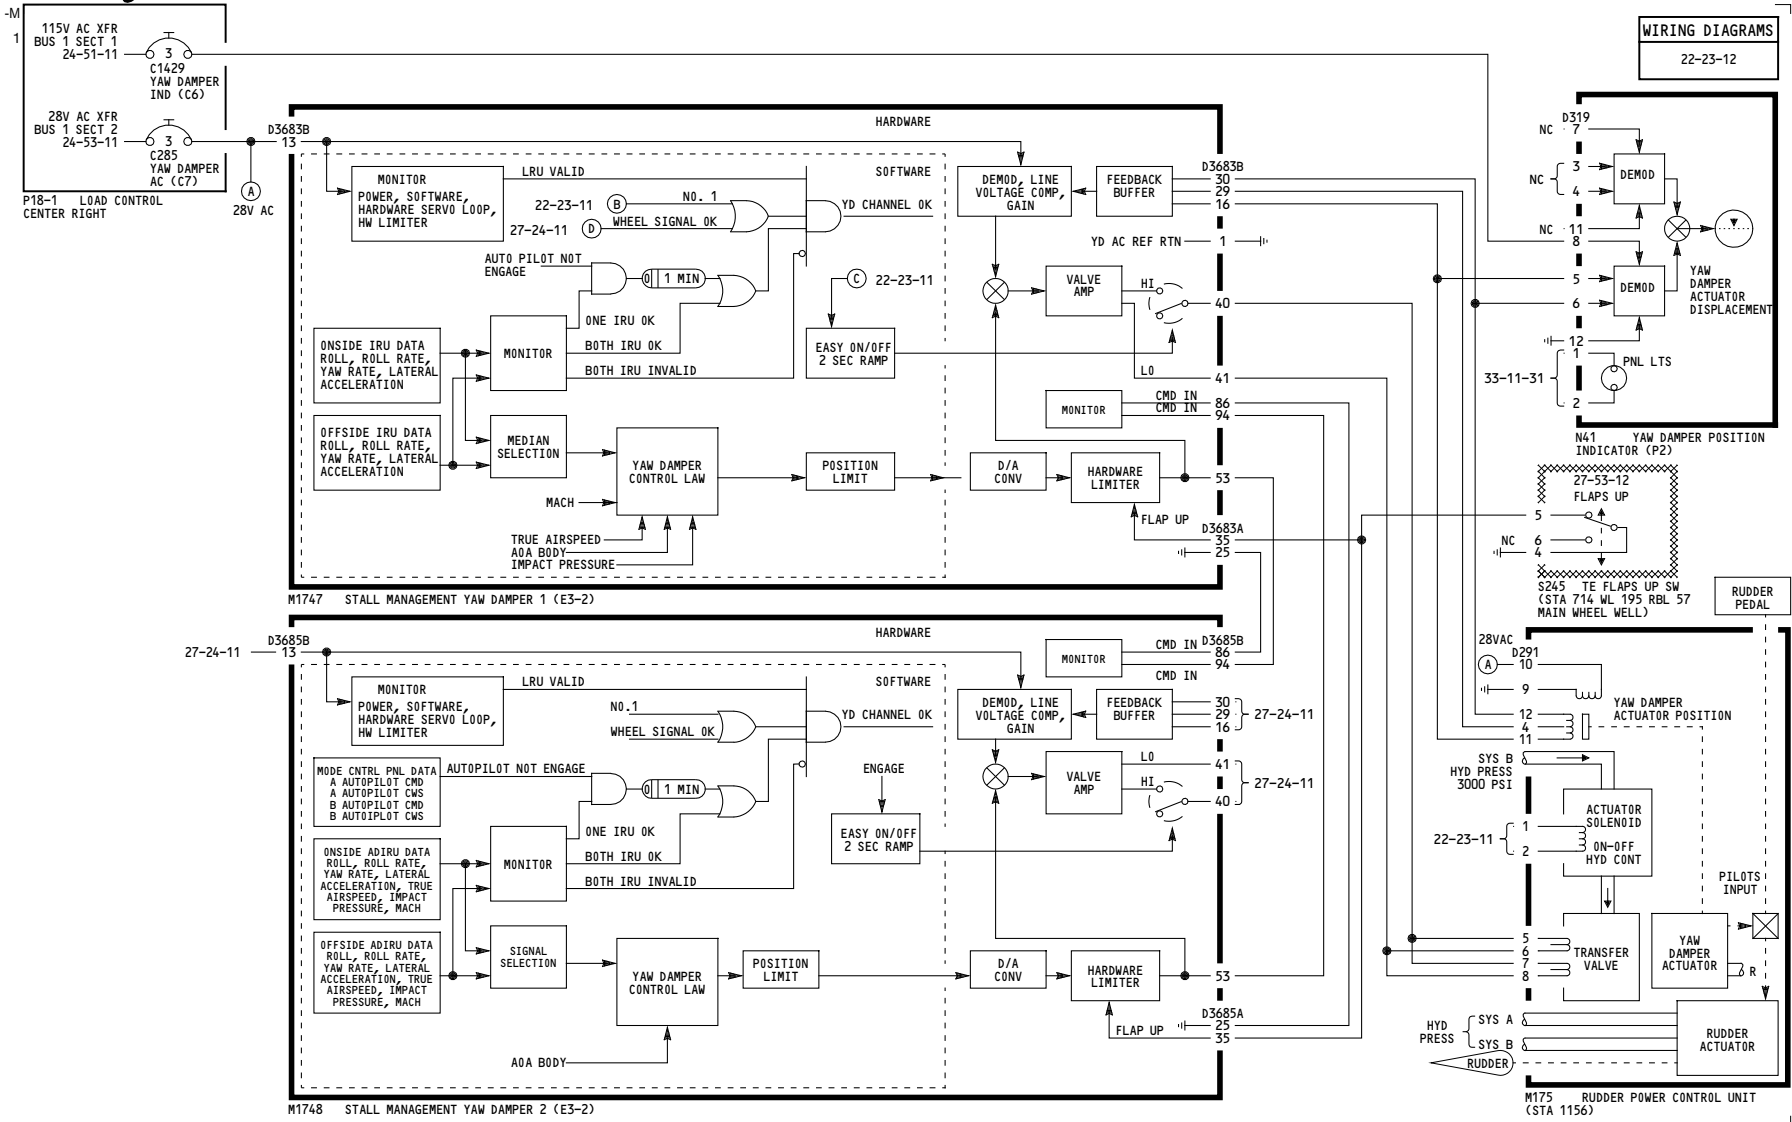 -M
1
115V AC XFR
BUS 1 SECT 1
24-51-11
3
C1429
YAW DAMPER
IND (C6)
28V AC XFR
BUS 1 SECT 2
24-53-11
3
C285
YAW DAMPER
AC (C7)
P18-1 LOAD CONTROL
CENTER RIGHT
A
28V AC
WIRING DIAGRAMS
22-23-12
D3683B
13
HARDWARE
SOFTWARE
MONITOR
POWER, SOFTWARE,
HARDWARE SERVO LOOP,
HW LIMITER
LRU VALID
22-23-11 B NO. 1
27-24-11 D WHEEL SIGNAL OK
YD CHANNEL OK
AUTO PILOT NOT
ENGAGE
0 1 MIN
C 22-23-11
ONE IRU OK
BOTH IRU OK
BOTH IRU INVALID
MONITOR
EASY ON/OFF
2 SEC RAMP
ONSIDE IRU DATA
ROLL, ROLL RATE,
YAW RATE, LATERAL
ACCELERATION
OFFSIDE IRU DATA
ROLL, ROLL RATE,
YAW RATE, LATERAL
ACCELERATION
MEDIAN
SELECTION
YAW DAMPER
CONTROL LAW
MACH
TRUE AIRSPEED
AOA BODY
IMPACT PRESSURE
POSITION
LIMIT
D/A
CONV
HARDWARE
LIMITER
FLAP UP
DEMOD, LINE
VOLTAGE COMP,
GAIN
FEEDBACK
BUFFER
D3683B
30
29
16
YD AC REF RTN 1
VALVE
AMP
HI
40
LO
41
MONITOR
CMD IN 86
CMD IN 94
53
D3683A
35
25
M1747 STALL MANAGEMENT YAW DAMPER 1 (E3-2)
27-24-11
D3685B
13
HARDWARE
SOFTWARE
MONITOR
POWER, SOFTWARE,
HARDWARE SERVO LOOP,
HW LIMITER
LRU VALID
NO.1
WHEEL SIGNAL OK
YD CHANNEL OK
MODE CNTRL PNL DATA
A AUTOPILOT CMD
A AUTOPILOT CWS
B AUTOPILOT CMD
B AUTOIPLOT CWS
AUTOPILOT NOT ENGAGE
0 1 MIN
ENGAGE
ONE IRU OK
BOTH IRU OK
BOTH IRU INVALID
MONITOR
EASY ON/OFF
2 SEC RAMP
ONSIDE ADIRU DATA
ROLL, ROLL RATE,
YAW RATE, LATERAL
ACCELERATION, TRUE
AIRSPEED, IMPACT
PRESSURE, MACH
OFFSIDE ADIRU DATA
ROLL, ROLL RATE,
YAW RATE, LATERAL
ACCELERATION, TRUE
AIRSPEED, IMPACT
PRESSURE, MACH
SIGNAL
SELECTION
YAW DAMPER
CONTROL LAW
AOA BODY
POSITION
LIMIT
D/A
CONV
HARDWARE
LIMITER
FLAP UP
MONITOR
CMD IN
D3685B
86
94
CMD IN
DEMOD, LINE
VOLTAGE COMP,
GAIN
FEEDBACK
BUFFER
30
29
16
27-24-11
VALVE
AMP
LO
41
HI
40
27-24-11
53
D3685A
25
35
M1748 STALL MANAGEMENT YAW DAMPER 2 (E3-2)
D319
NC 7
3
NC
4
NC 11
8
5
6
12
1
33-11-31
2
DEMOD
DEMOD
YAW
DAMPER
ACTUATOR
DISPLACEMENT
PNL LTS
N41 YAW DAMPER POSITION
INDICATOR (P2)
27-53-12
FLAPS UP
5
NC 6
4
S245 TE FLAPS UP SW
(STA 714 WL 195 RBL 57
MAIN WHEEL WELL)
RUDDER
PEDAL
28VAC
D291
A 10
9
12
4
11
YAW DAMPER
ACTUATOR POSITION
SYS B
HYD PRESS
3000 PSI
ACTUATOR
SOLENOID
ON-OFF
HYD CONT
1
22-23-11
2
PILOTS
INPUT
5
6
7
8
TRANSFER
VALVE
YAW
DAMPER
ACTUATOR
R
HYD
PRESS
SYS A
SYS B
RUDDER
RUDDER
ACTUATOR
M175 RUDDER POWER CONTROL UNIT
(STA 1156)